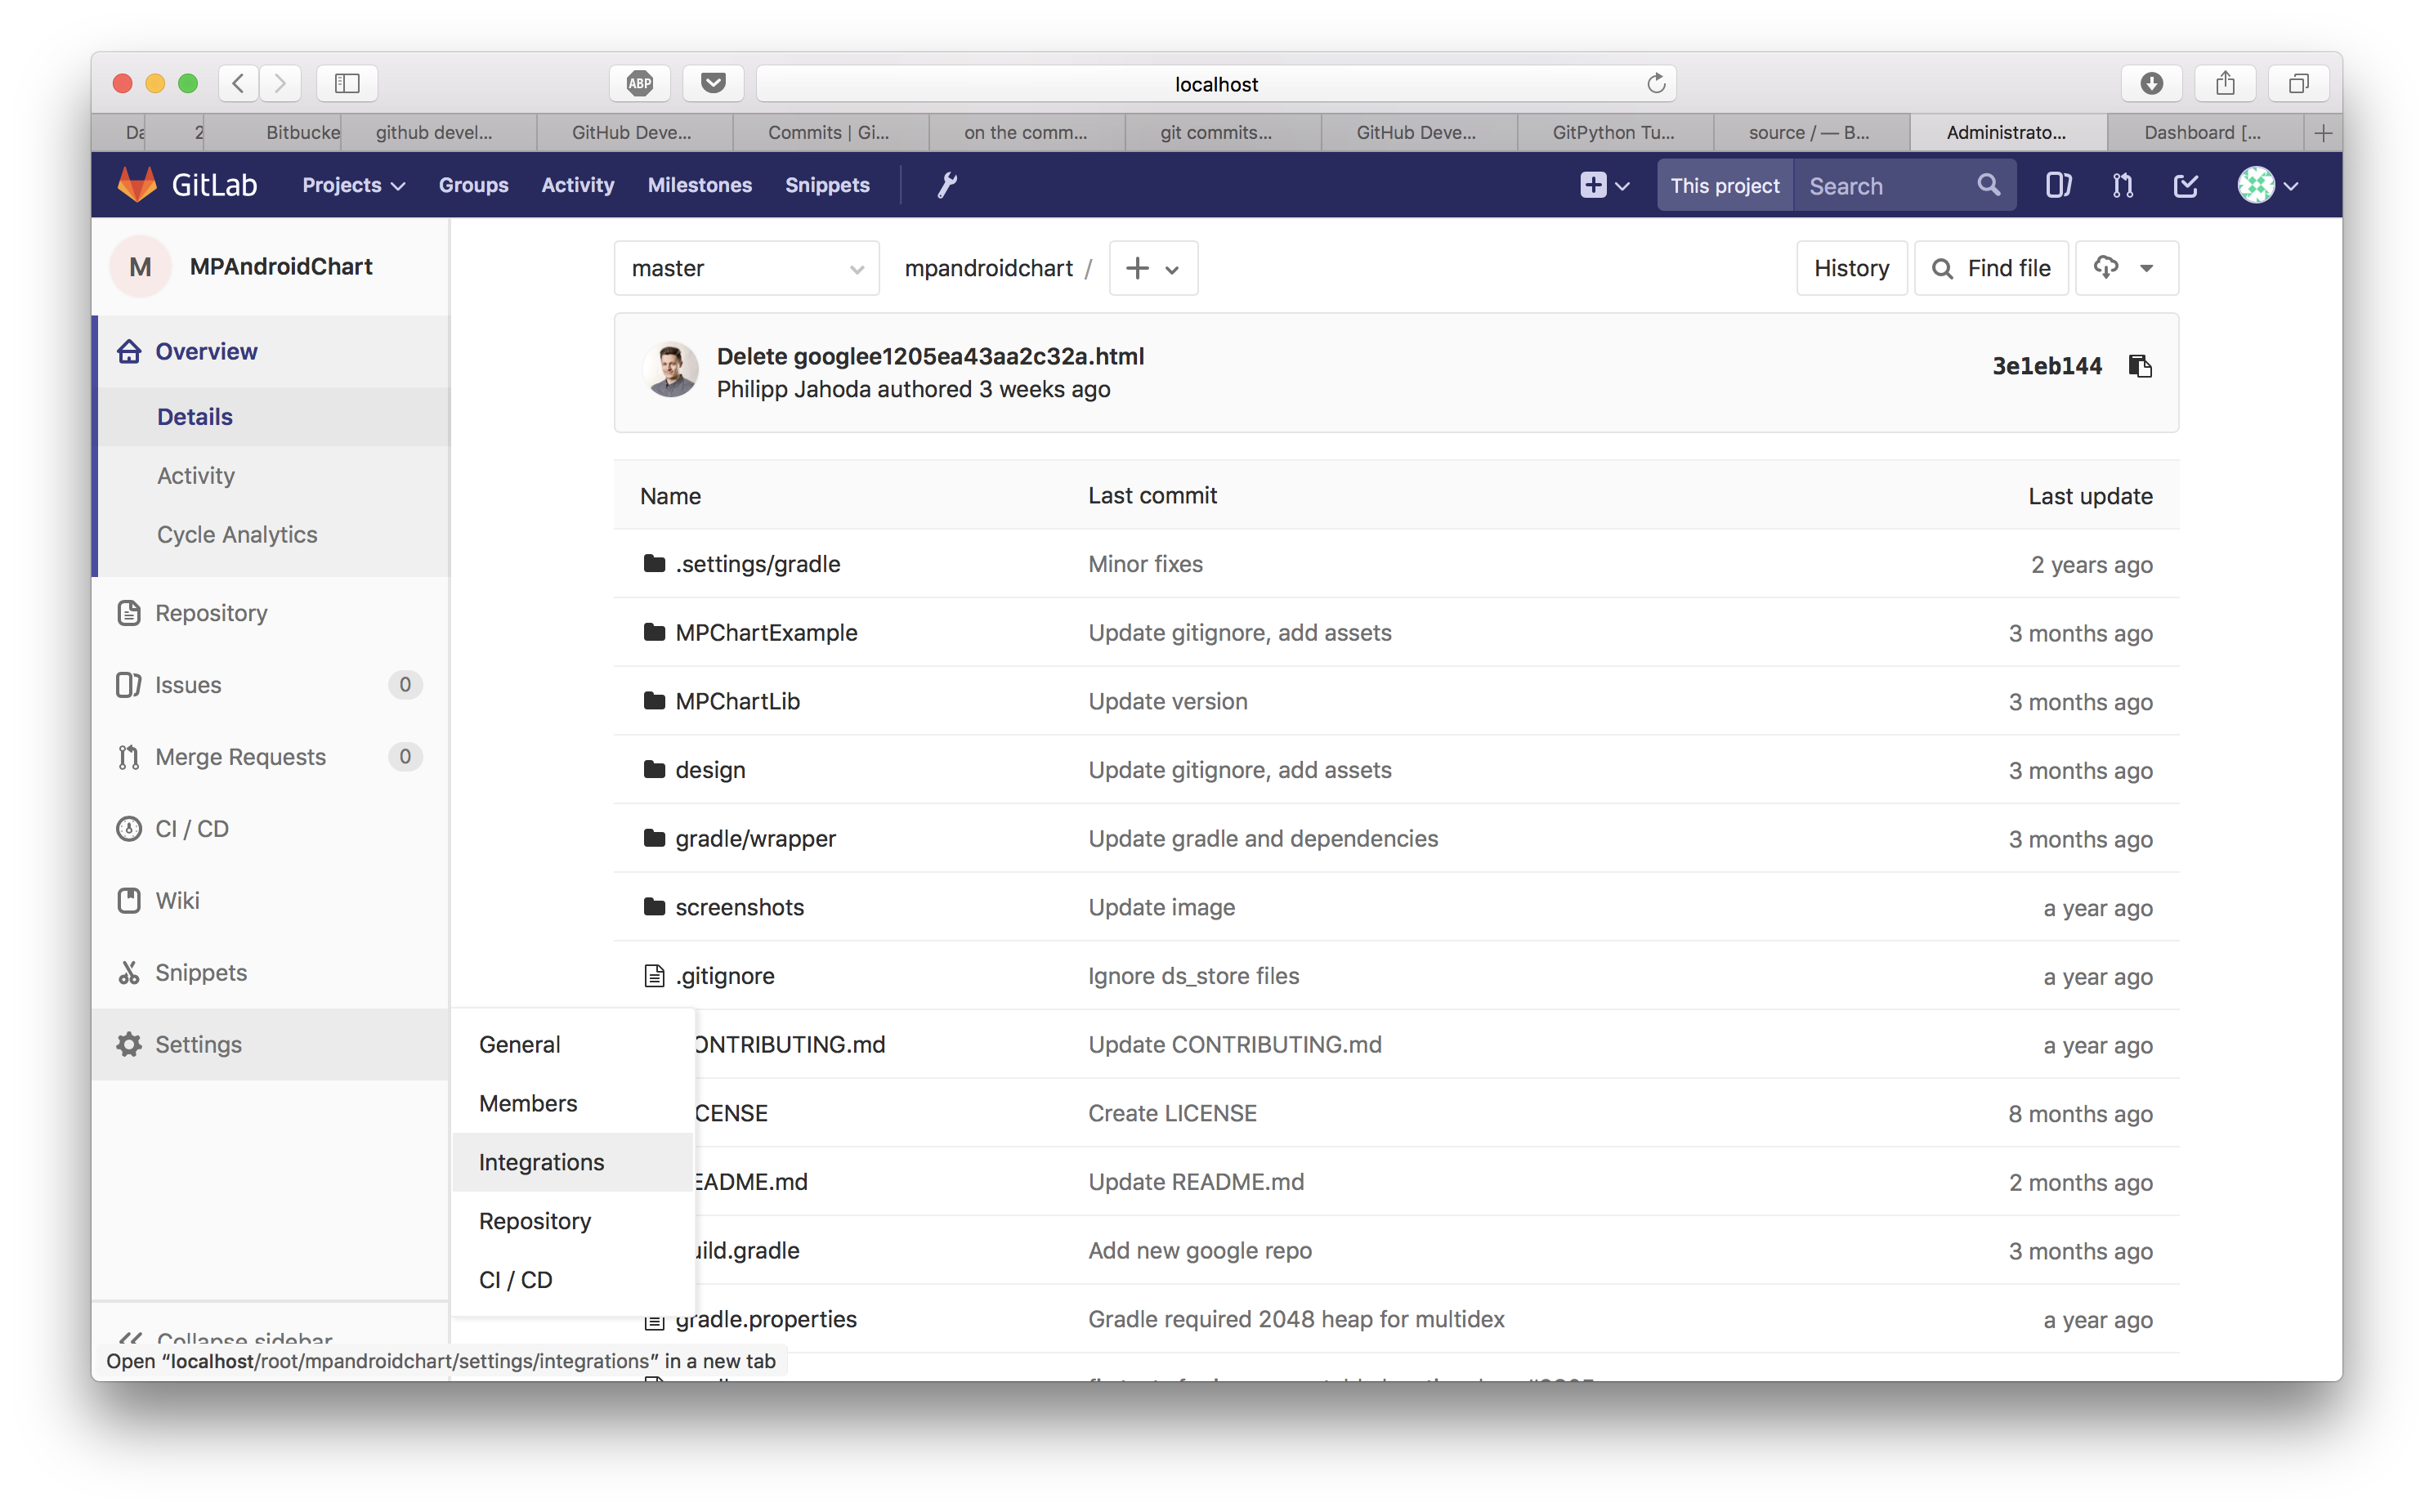 ABP
localhost
Da
2
Bitbucke
github devel...
GitHub Deve...
Commits | Gi...
on the comm...
git commits...
GitHub Deve...
GitPython Tu...
source / — B...
Administrato...
Dashboard [...
GitLab
Projects
Groups
Activity
Milestones
Snippets
This project
Search
M
MPAndroidChart
Overview
Details
Activity
Cycle Analytics
Repository
Issues 0
Merge Requests 0
CI / CD
Wiki
Snippets
Settings
Collapse sidebar
General
Members
Integrations
Repository
CI / CD
master
mpandroidchart /
History
Find file
Delete googlee1205ea43aa2c32a.html
Philipp Jahoda authored 3 weeks ago
3e1eb144
Name Last commit Last update
.settings/gradle Minor fixes 2 years ago
MPChartExample Update gitignore, add assets 3 months ago
MPChartLib Update version 3 months ago
design Update gitignore, add assets 3 months ago
gradle/wrapper Update gradle and dependencies 3 months ago
screenshots Update image a year ago
.gitignore Ignore ds_store files a year ago
ONTRIBUTING.md Update CONTRIBUTING.md a year ago
CENSE Create LICENSE 8 months ago
EADME.md Update README.md 2 months ago
uild.gradle Add new google repo 3 months ago
gradle.properties Gradle required 2048 heap for multidex a year ago
Open “localhost/root/mpandroidchart/settings/integrations” in a new tab